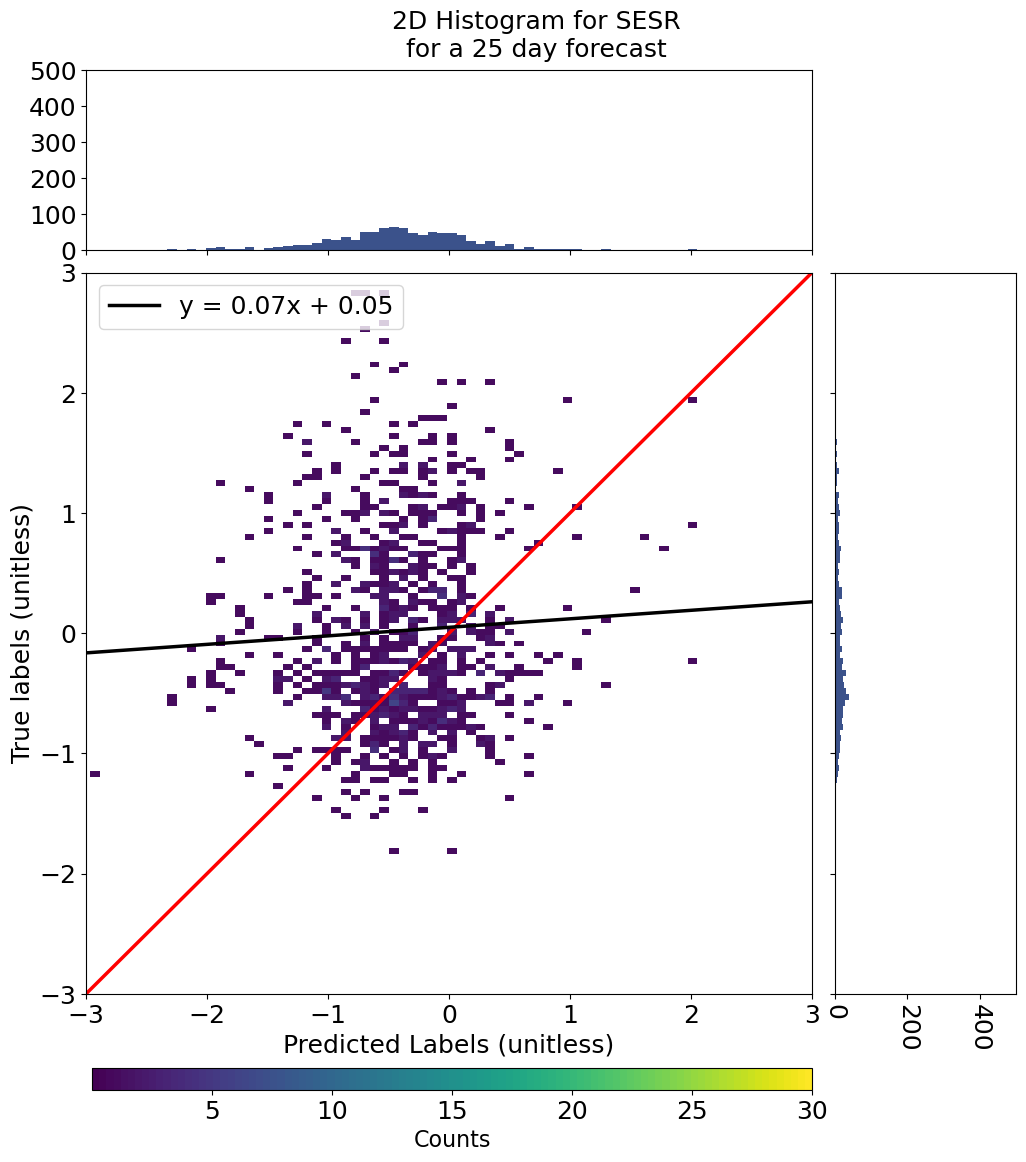 2D Histogram for SESR
for a 25 day forecast
500
400
300
200
100
0
3
2
1
0
−1
−2
−3
True labels (unitless)
y = 0.07x + 0.05
−3 −2 −1 0 1 2 3
Predicted Labels (unitless)
0 200 400
5 10 15 20 25 30
Counts